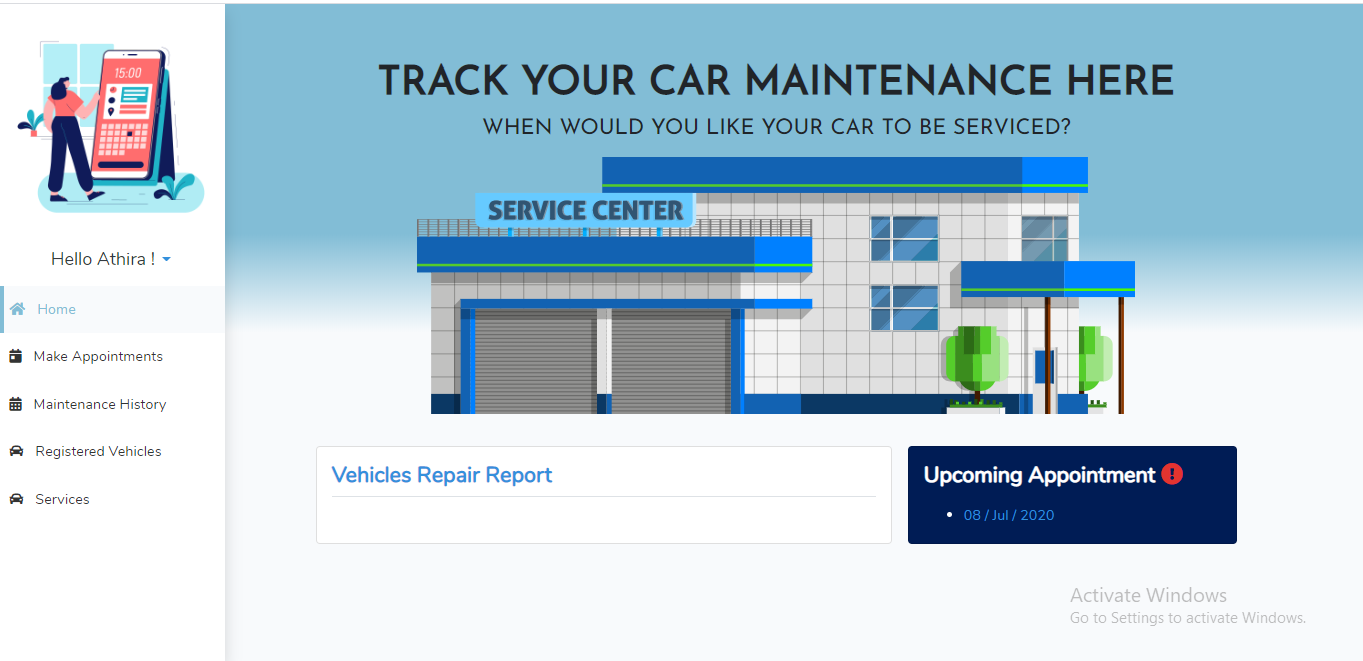 15:00
Hello Athira !
Home
Make Appointments
Maintenance History
Registered Vehicles
Services
TRACK YOUR CAR MAINTENANCE HERE
WHEN WOULD YOU LIKE YOUR CAR TO BE SERVICED?
SERVICE CENTER
Vehicles Repair Report
Upcoming Appointment !
08 / Jul / 2020
Activate Windows
Go to Settings to activate Windows.